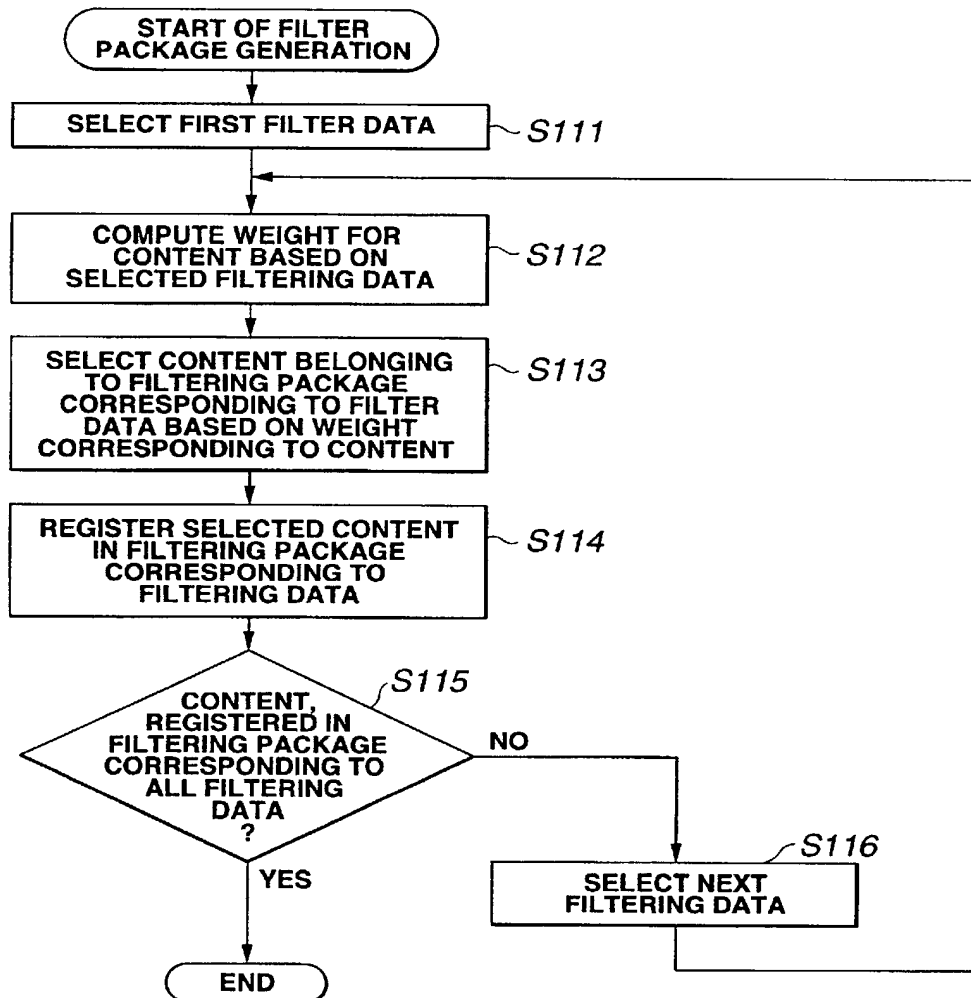 START OF FILTER
PACKAGE GENERATION
SELECT FIRST FILTER DATA
S111
COMPUTE WEIGHT FOR
CONTENT BASED ON
SELECTED FILTERING DATA
S112
SELECT CONTENT BELONGING
TO FILTERING PACKAGE
CORRESPONDING TO FILTER
DATA BASED ON WEIGHT
CORRESPONDING TO CONTENT
S113
REGISTER SELECTED CONTENT
IN FILTERING PACKAGE
CORRESPONDING TO
FILTERING DATA
S114
S115
CONTENT,
REGISTERED IN
FILTERING PACKAGE
CORRESPONDING TO
ALL FILTERING
DATA
?
NO
YES
S116
SELECT NEXT
FILTERING DATA
END